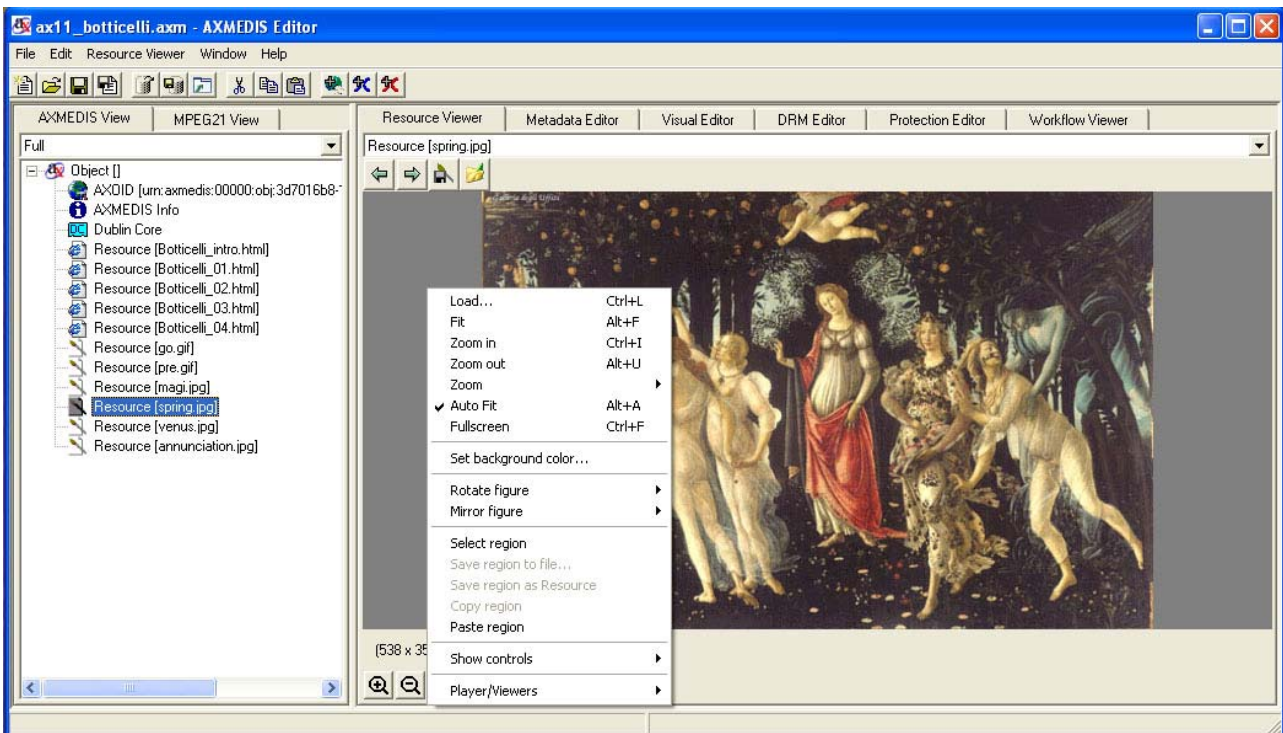 ax11_botticelli.axm - AXMEDIS Editor
File Edit Resource Viewer Window Help
AXMEDIS View MPEG21 View
Full
Object []
AXOID [urn:axmedis:00000:obj:3d7016b8-
AXMEDIS Info
DC Dublin Core
Resource [Botticelli_intro.html]
Resource [Botticelli_01.html]
Resource [Botticelli_02.html]
Resource [Botticelli_03.html]
Resource [Botticelli_04.html]
Resource [go.gif]
Resource [pre.gif]
Resource [magi.jpg]
Resource [spring.jpg]
Resource [venus.jpg]
Resource [annunciation.jpg]
Resource Viewer Metadata Editor Visual Editor DRM Editor Protection Editor Workflow Viewer
Resource [spring.jpg]
Galleria degli Uffizi
Load... Ctrl+L
Fit Alt+F
Zoom in Ctrl+I
Zoom out Alt+U
Zoom
Auto Fit Alt+A
Fullscreen Ctrl+F
Set background color...
Rotate figure
Mirror figure
Select region
Save region to file...
Save region as Resource
Copy region
Paste region
Show controls
Player/Viewers
(538 x 35